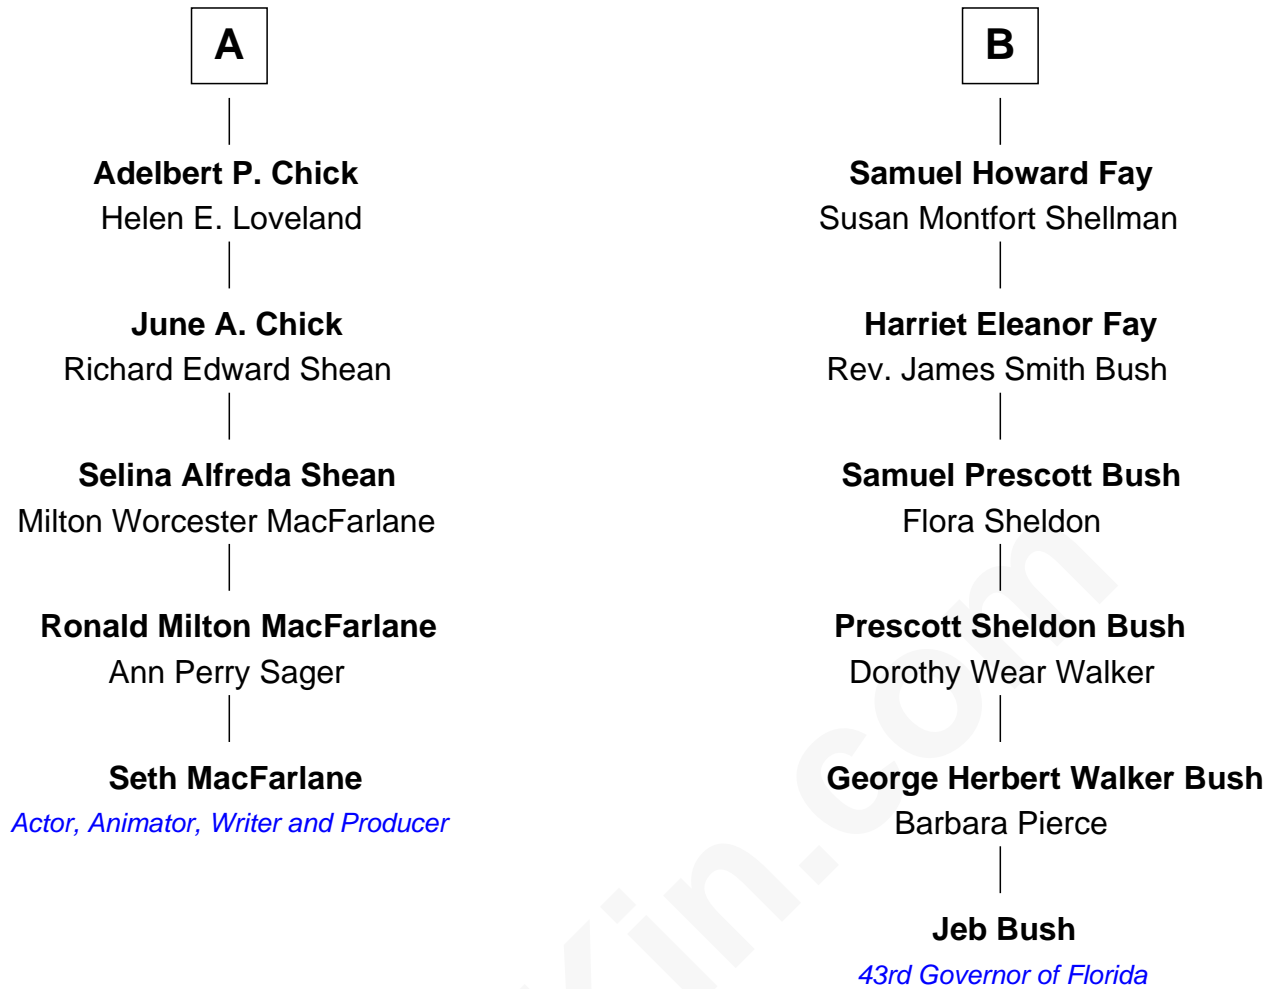 A
Adelbert P. Chick
Helen E. Loveland
June A. Chick
Richard Edward Shean
Selina Alfreda Shean
Milton Worcester MacFarlane
Ronald Milton MacFarlane
Ann Perry Sager
Seth MacFarlane
Actor, Animator, Writer and Producer
B
Samuel Howard Fay
Susan Montfort Shellman
Harriet Eleanor Fay
Rev. James Smith Bush
Samuel Prescott Bush
Flora Sheldon
Prescott Sheldon Bush
Dorothy Wear Walker
George Herbert Walker Bush
Barbara Pierce
Jeb Bush
43rd Governor of Florida
Kin.com